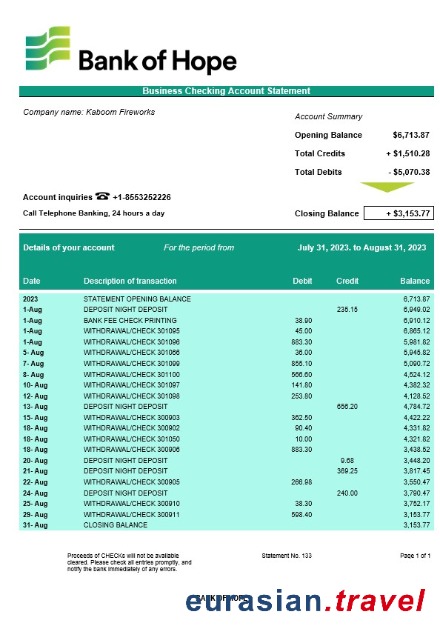 Bank of Hope
Business Checking Account Statement
Company name: Kaboom Fireworks
Account Summary
Opening Balance $6,713.87
Total Credits + $1,510.28
Total Debits - $5,070.38
Account inquiries ☎ +1-8553252226
Call Telephone Banking, 24 hours a day
Closing Balance + $3,153.77
Details of your account For the period from July 31, 2023. to August 31, 2023
Date Description of transaction Debit Credit Balance
2023 STATEMENT OPENING BALANCE 6,713.87
1-Aug DEPOSIT NIGHT DEPOSIT 235.15 6,949.02
1-Aug BANK FEE CHECK PRINTING 38.90 6,910.12
1-Aug WITHDRAWAL/CHECK 301095 45.00 6,865.12
1-Aug WITHDRAWAL/CHECK 301096 883.30 5,981.82
5- Aug WITHDRAWAL/CHECK 301066 36.00 5,945.82
7- Aug WITHDRAWAL/CHECK 301099 855.10 5,090.72
8- Aug WITHDRAWAL/CHECK 301100 566.60 4,524.12
10- Aug WITHDRAWAL/CHECK 301097 141.80 4,382.32
12- Aug WITHDRAWAL/CHECK 301098 253.80 4,128.52
13- Aug DEPOSIT NIGHT DEPOSIT 656.20 4,784.72
15- Aug WITHDRAWAL/CHECK 300903 362.50 4,422.22
18- Aug WITHDRAWAL/CHECK 300902 90.40 4,331.82
18- Aug WITHDRAWAL/CHECK 301050 10.00 4,321.82
18- Aug WITHDRAWAL/CHECK 300906 883.30 3,438.52
20- Aug DEPOSIT NIGHT DEPOSIT 9.68 3,448.20
21- Aug DEPOSIT NIGHT DEPOSIT 369.25 3,817.45
22- Aug WITHDRAWAL/CHECK 300905 266.98 3,550.47
24- Aug DEPOSIT NIGHT DEPOSIT 240.00 3,790.47
25- Aug WITHDRAWAL/CHECK 300910 38.30 3,752.17
29- Aug WITHDRAWAL/CHECK 300911 598.40 3,153.77
31- Aug CLOSING BALANCE 3,153.77
Proceeds of CHECKs will not be available
cleared. Please check all entries promptly, and
notify the bank immediately of any errors.
Statement No. 133
Page 1 of 1
eurasian.travel